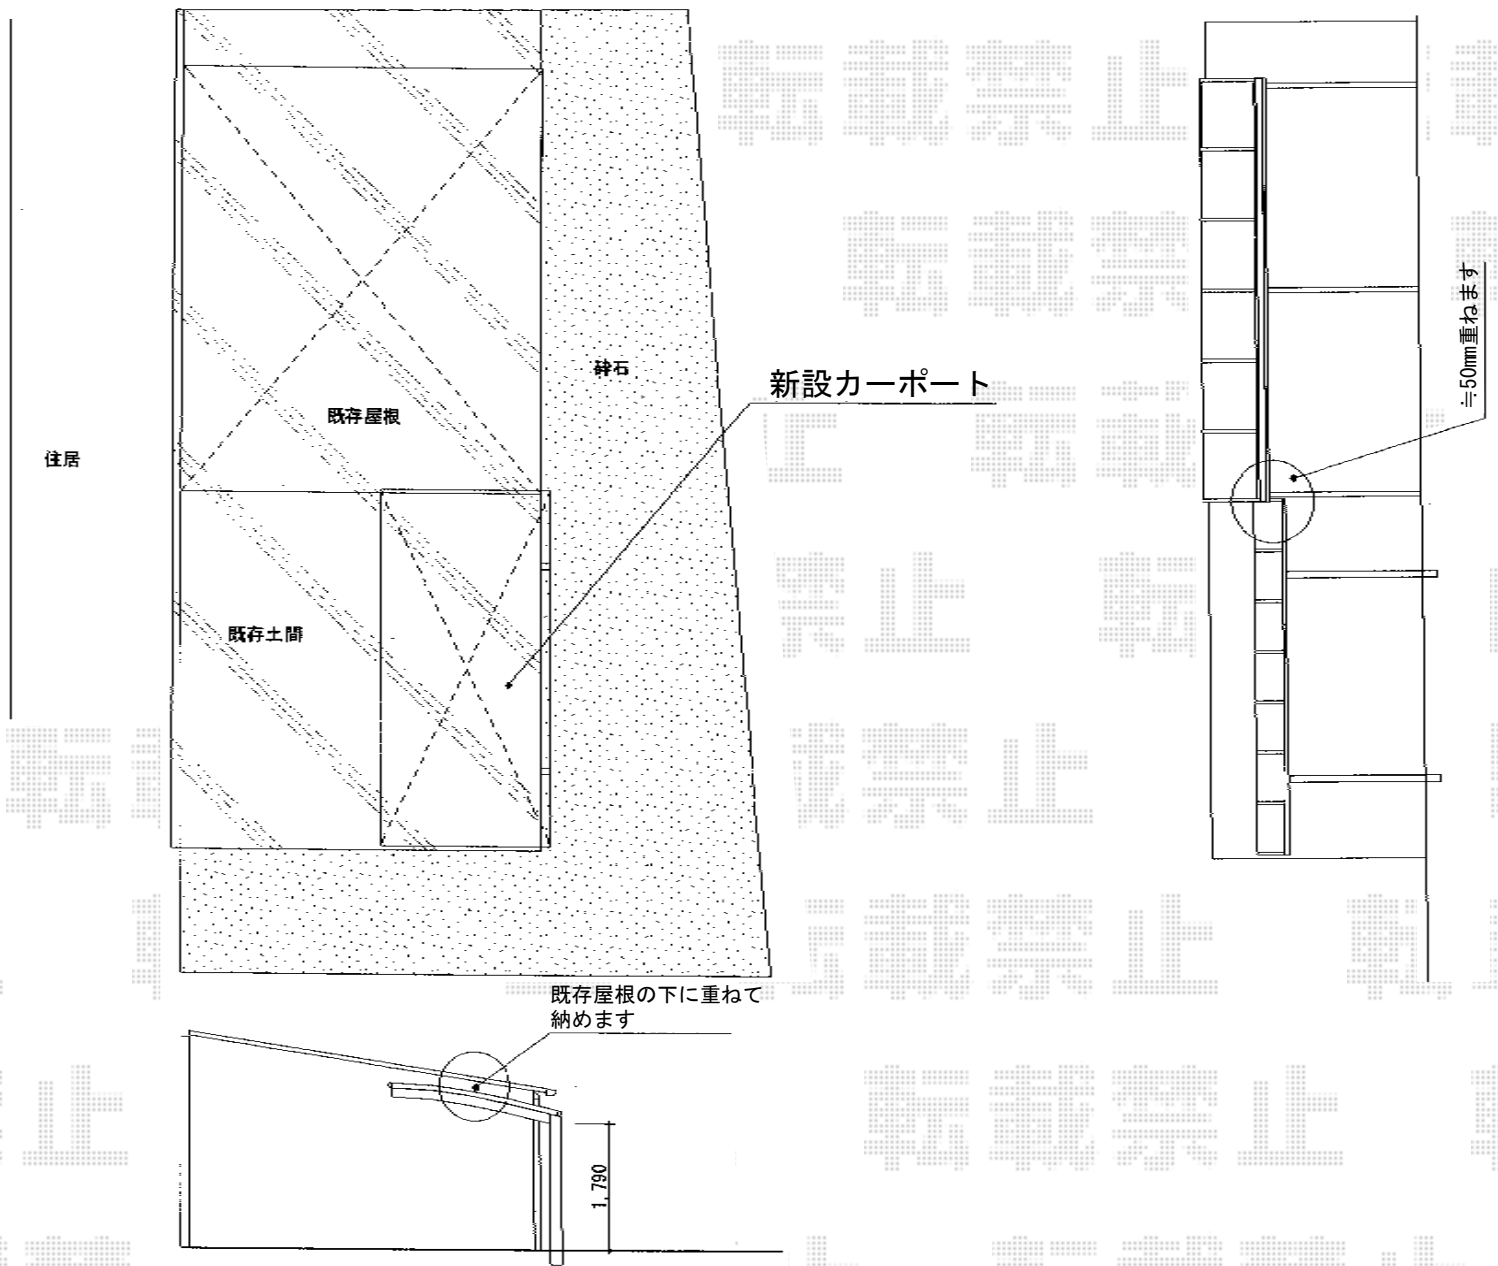 転載禁止
住居
既存屋根
砕石
新設カーポート
既存土間
≒50mm重ねます
既存屋根の下に重ねて
納めます
1,790